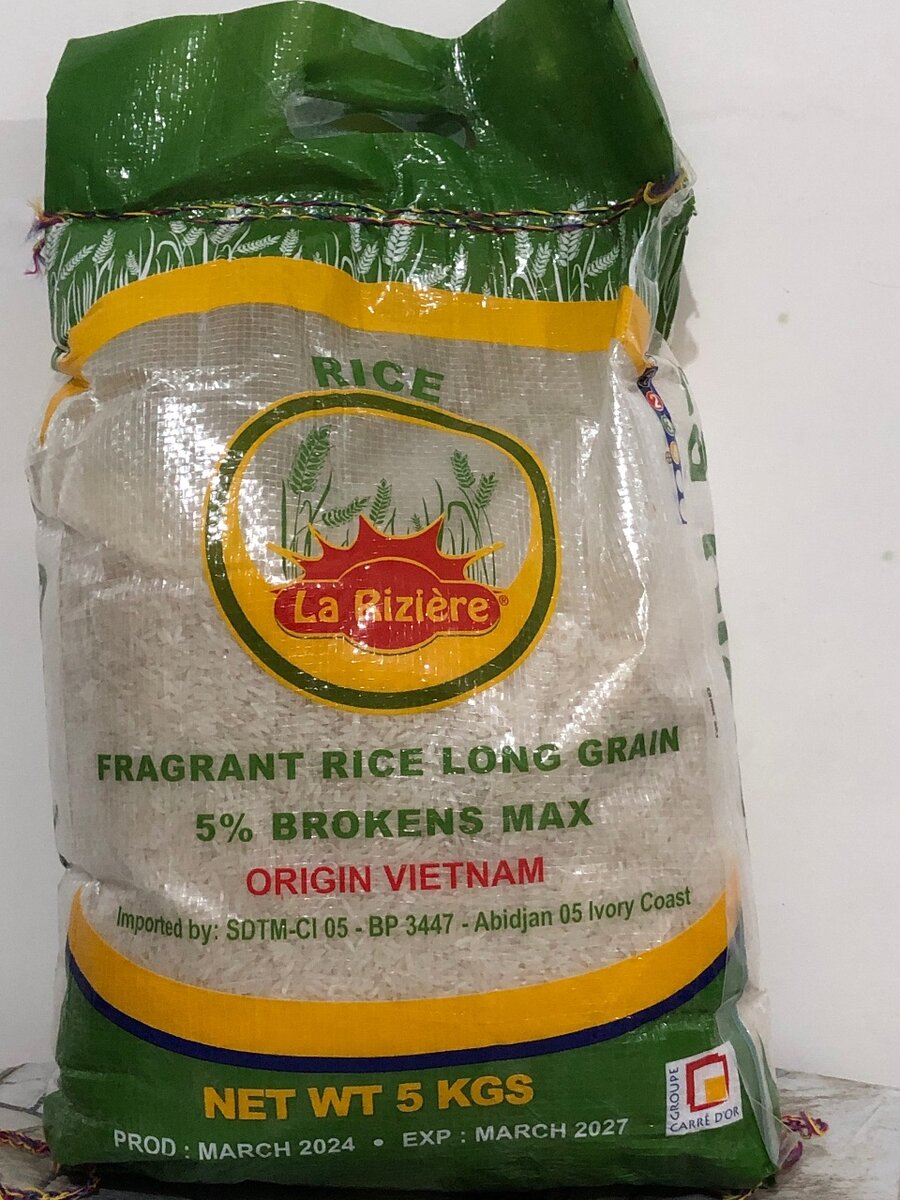 RICE
La Rizière®
FRAGRANT RICE LONG GRAIN
5% BROKENS MAX
ORIGIN VIETNAM
Imported by: SDTM-CI 05 - BP 3447 - Abidjan 05 Ivory Coast
NET WT 5 KGS
PROD : MARCH 2024 • EXP : MARCH 2027
GROUPE
CARRÉ D'OR